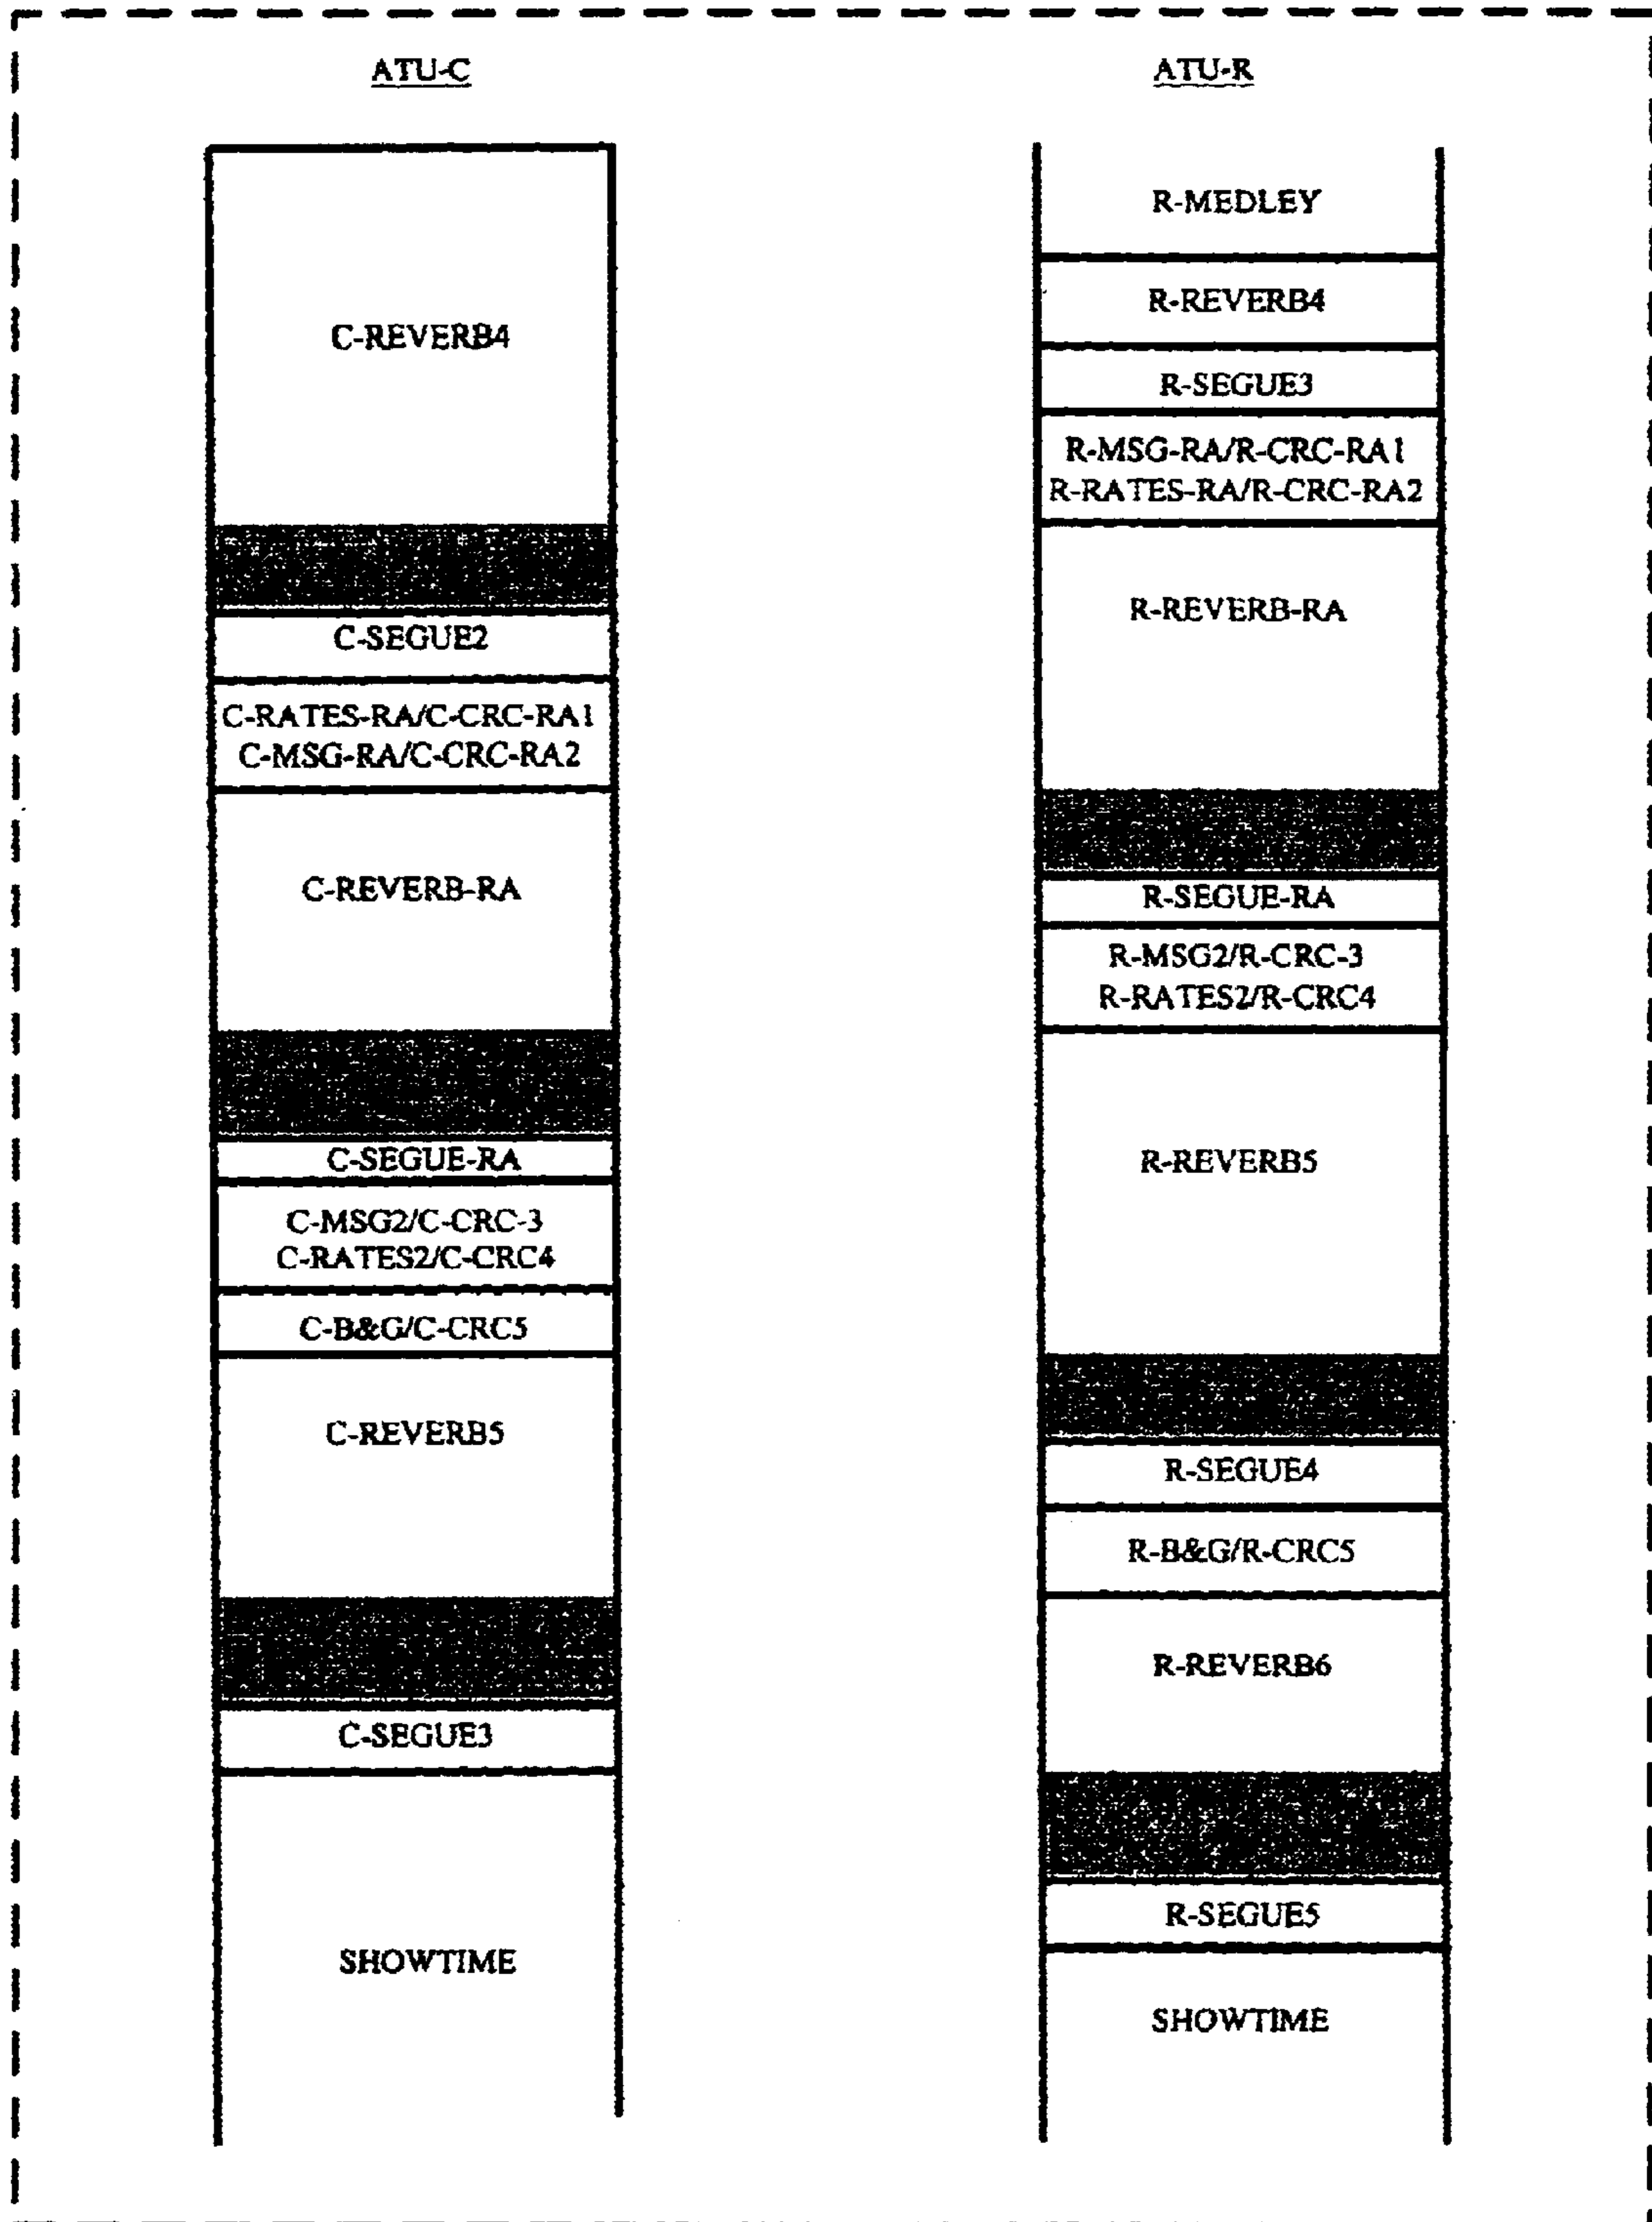 ATU-C
C-REVERB4
C-SEGUE2
C-RATES-RA/C-CRC-RA1
C-MSG-RA/C-CRC-RA2
C-REVERB-RA
C-SEGUE-RA
C-MSG2/C-CRC-3
C-RATES2/C-CRC4
C-B&G/C-CRC5
C-REVERB5
C-SEGUE3
SHOWTIME
ATU-R
R-MEDLEY
R-REVERB4
R-SEGUE3
R-MSG-RA/R-CRC-RA1
R-RATES-RA/R-CRC-RA2
R-REVERB-RA
R-SEGUE-RA
R-MSG2/R-CRC-3
R-RATES2/R-CRC4
R-REVERB5
R-SEGUE4
R-B&G/R-CRC5
R-REVERB6
R-SEGUE5
SHOWTIME